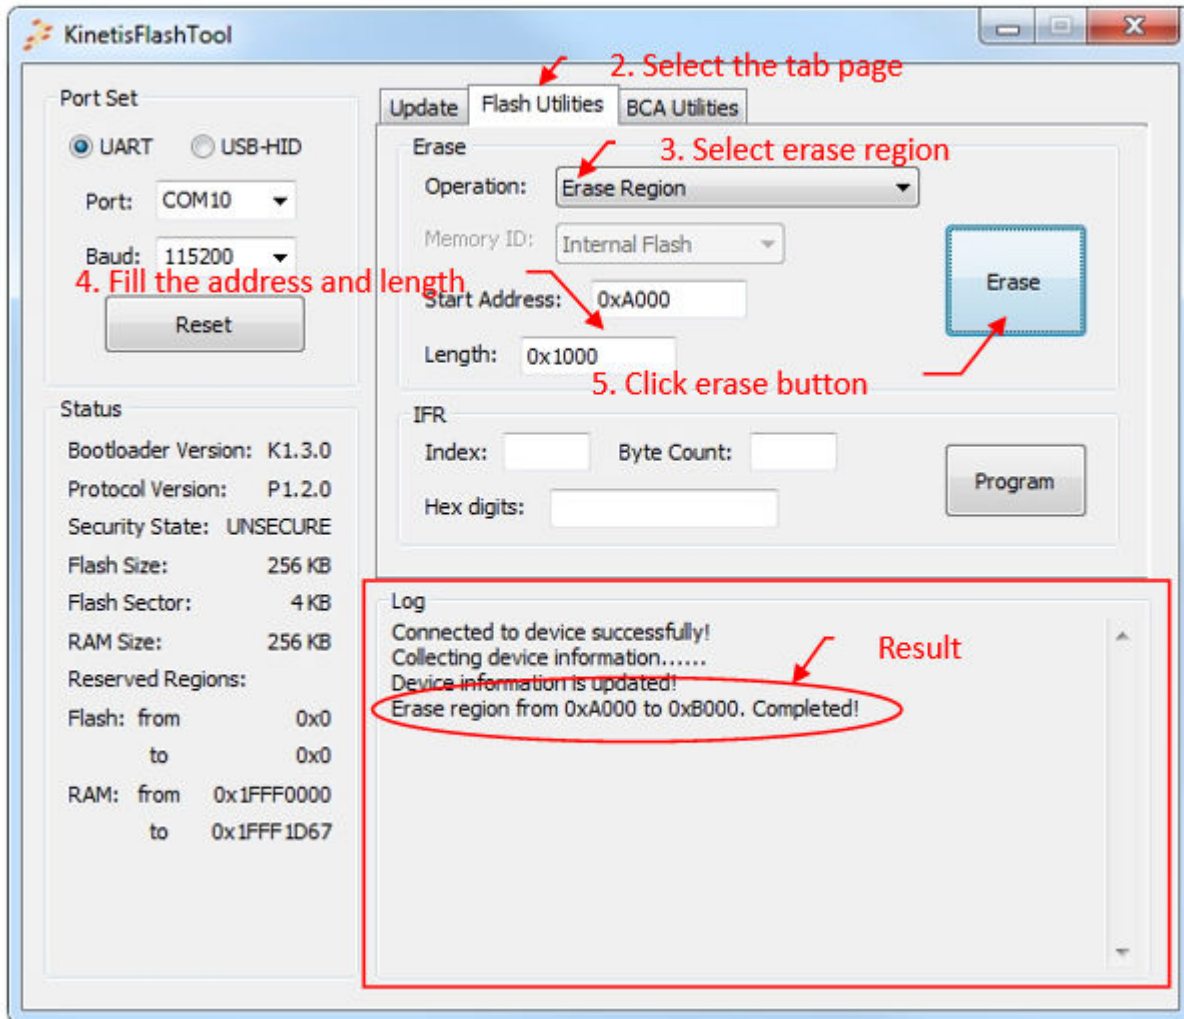 KinetisFlashTool
2. Select the tab page
Port Set
UART USB-HID
Port: COM10
Baud: 115200
4. Fill the address and length
Reset
Update Flash Utilities BCA Utilities
Erase
3. Select erase region
Operation: Erase Region
Memory ID: Internal Flash
Start Address: 0xA000
Length: 0x1000
Erase
5. Click erase button
IFR
Index: Byte Count:
Hex digits:
Program
Status
Bootloader Version: K1.3.0
Protocol Version: P1.2.0
Security State: UNSECURE
Flash Size: 256 KB
Flash Sector: 4 KB
RAM Size: 256 KB
Reserved Regions:
Flash: from 0x0
to 0x0
RAM: from 0x1FFF0000
to 0x1FFF1D67
Log
Connected to device successfully!
Collecting device information......
Device information is updated!
Erase region from 0xA000 to 0xB000. Completed!
Result